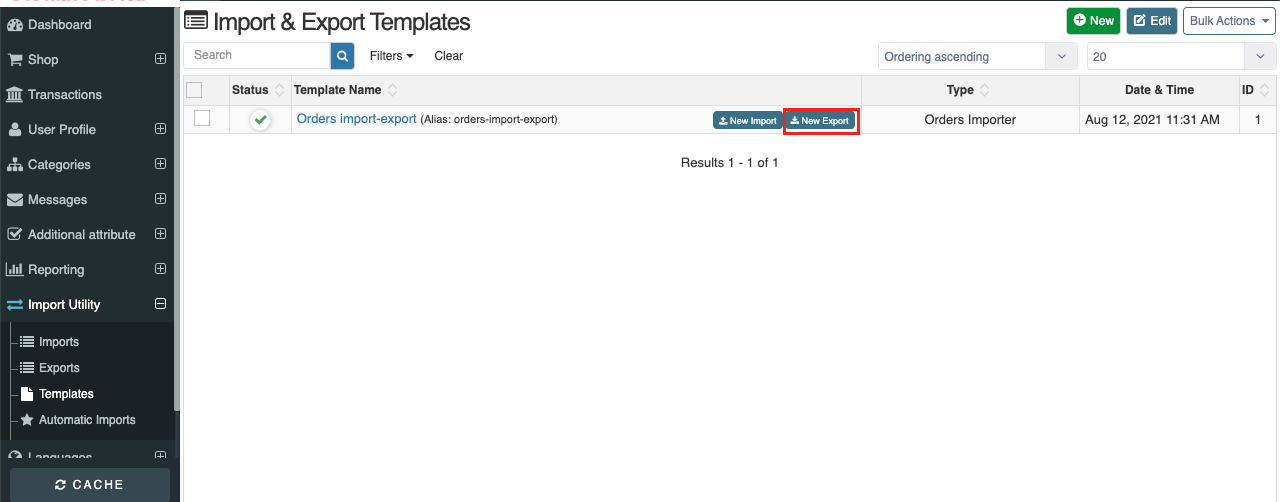 Dashboard
Shop
Transactions
User Profile
Categories
Messages
Additional attribute
Reporting
Import Utility
Imports
Exports
Templates
Automatic Imports
Languages
CACHE
Import & Export Templates
New
Edit
Bulk Actions
Search
Filters
Clear
Ordering ascending
20
Status
Template Name
Type
Date & Time
ID
Orders import-export (Alias: orders-import-export)
New Import
New Export
Orders Importer
Aug 12, 2021 11:31 AM
1
Results 1 - 1 of 1